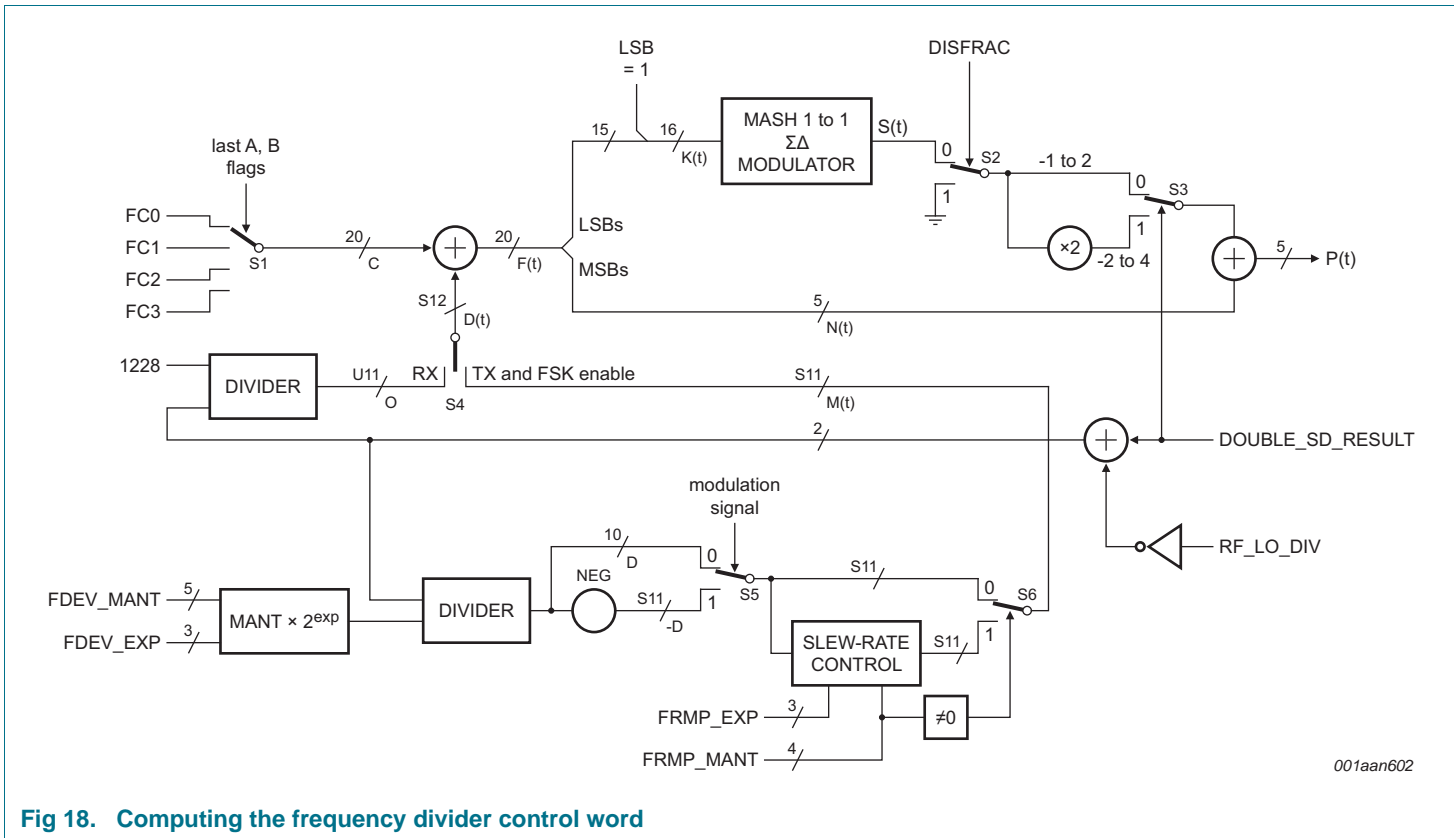 LSB
= 1
DISFRAC
last A, B
flags
15
16
K(t)
MASH 1 to 1
ΣΔ
MODULATOR
S(t)
0
S2
1
-1 to 2
0
S3
1
×2
-2 to 4
FC0
FC1
FC2
FC3
S1
20
C
+
20
F(t)
LSBs
MSBs
+
5
P(t)
S12
D(t)
5
N(t)
1228
DIVIDER
U11
O
RX
S4
TX and FSK enable
S11
M(t)
2
+
DOUBLE_SD_RESULT
RF_LO_DIV
modulation
signal
FDEV_MANT
5
FDEV_EXP
3
MANT × 2exp
DIVIDER
10
D
NEG
S11
-D
0
1
S5
S11
0
S6
1
SLEW-RATE
CONTROL
S11
FRMP_EXP
3
≠0
FRMP_MANT
4
001aan602
Fig 18. Computing the frequency divider control word